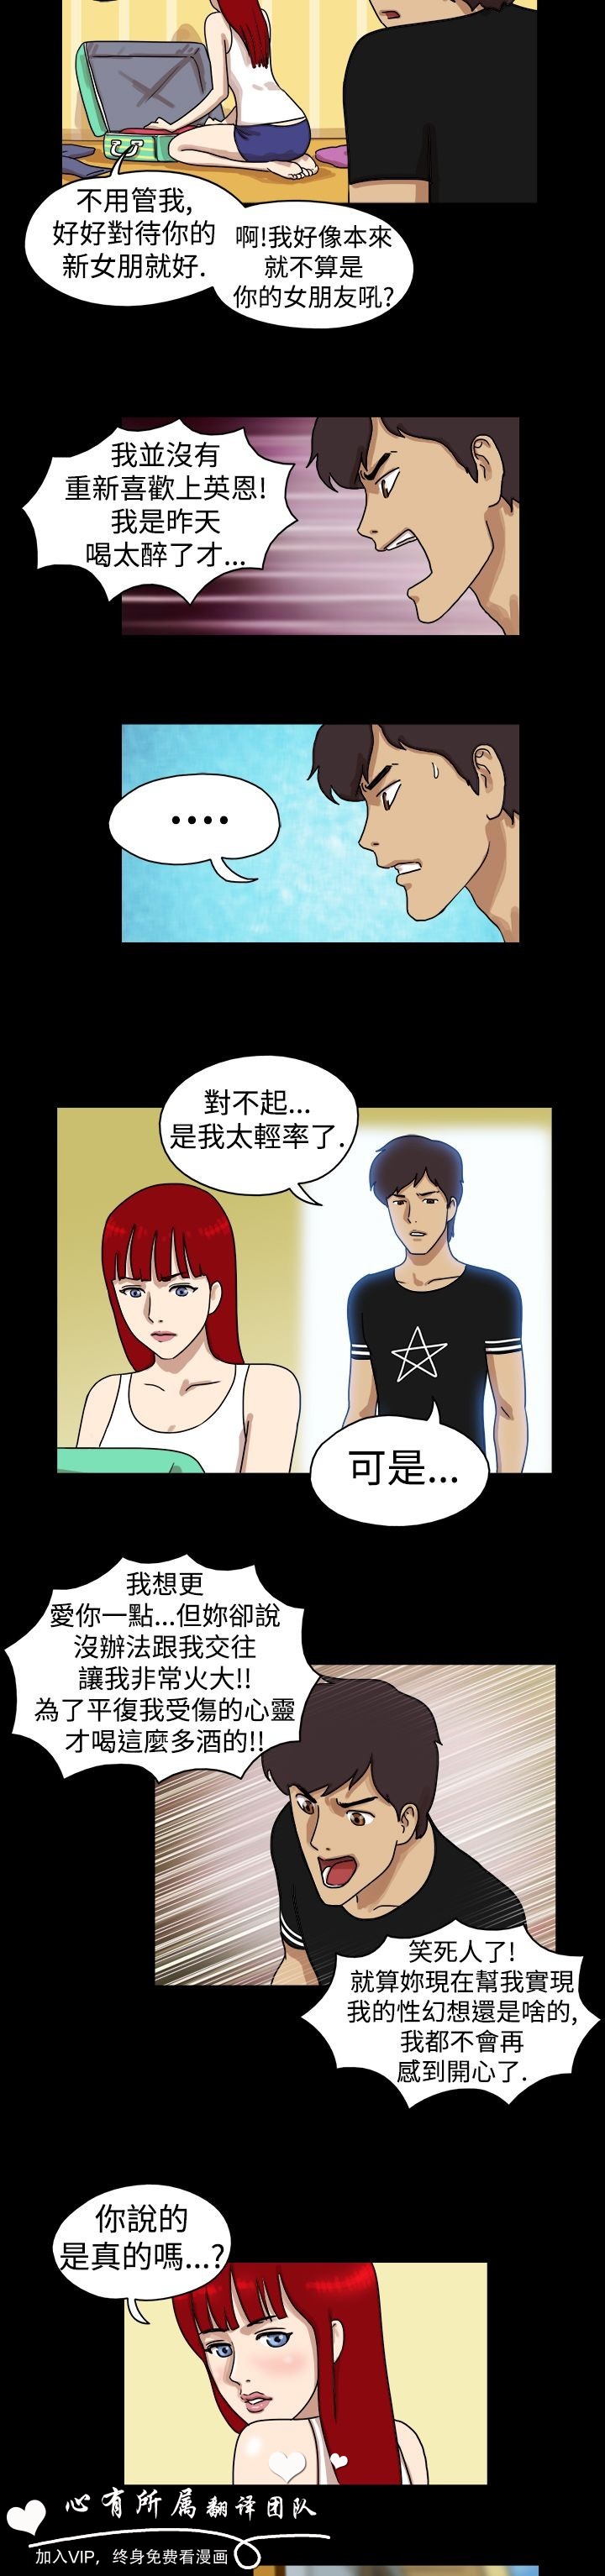 不用管我,
好好對待你的
新女朋就好.
啊!我好像本來
就不算是
你的女朋友吼?
我並沒有
重新喜歡上英恩!
我是昨天
喝太醉了才...
....
對不起...
是我太輕率了.
可是...
我想更
愛你一點...但妳卻說
沒辦法跟我交往
讓我非常火大!!
為了平復我受傷的心靈
才喝這麼多酒的!!
笑死人了!
就算妳現在幫我實現
我的性幻想還是啥的,
我都不會再
感到開心了.
你說的
是真的嗎...?
心有所属翻译团队
加入VIP，终身免费看漫画